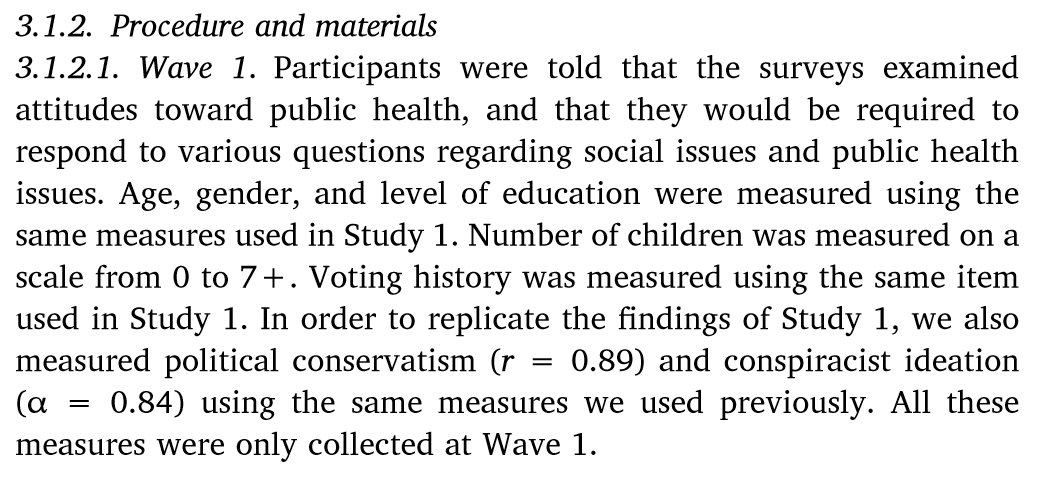 3.1.2. Procedure and materials
3.1.2.1. Wave 1. Participants were told that the surveys examined
attitudes toward public health, and that they would be required to
respond to various questions regarding social issues and public health
issues. Age, gender, and level of education were measured using the
same measures used in Study 1. Number of children was measured on a
scale from 0 to 7+. Voting history was measured using the same item
used in Study 1. In order to replicate the findings of Study 1, we also
measured political conservatism (r = 0.89) and conspiracist ideation
(α = 0.84) using the same measures we used previously. All these
measures were only collected at Wave 1.